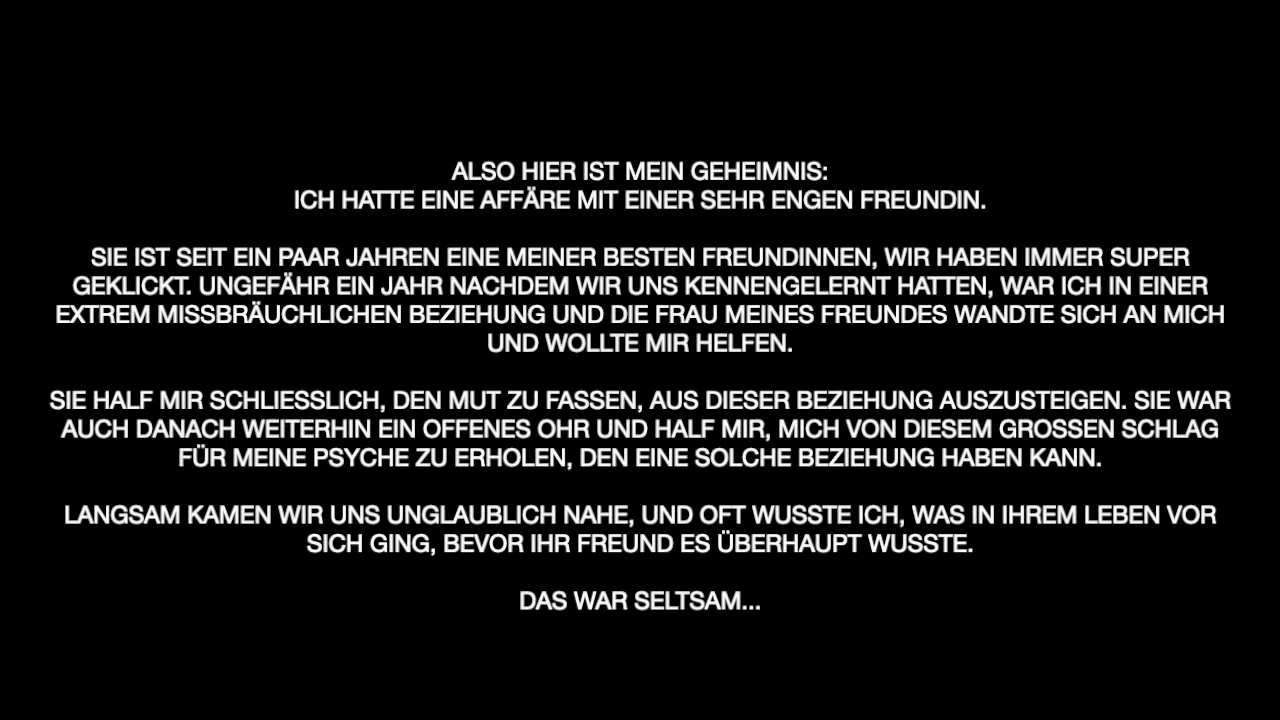 ALSO HIER IST MEIN GEHEIMNIS:
ICH HATTE EINE AFFÄRE MIT EINER SEHR ENGEN FREUNDIN.
SIE IST SEIT EIN PAAR JAHREN EINE MEINER BESTEN FREUNDINNEN, WIR HABEN IMMER SUPER
GEKLICKT. UNGEFÄHR EIN JAHR NACHDEM WIR UNS KENNENGELERNT HATTEN, WAR ICH IN EINER
EXTREM MISSBRÄUCHLICHEN BEZIEHUNG UND DIE FRAU MEINES FREUNDES WANDTE SICH AN MICH
UND WOLLTE MIR HELFEN.
SIE HALF MIR SCHLIESSLICH, DEN MUT ZU FASSEN, AUS DIESER BEZIEHUNG AUSZUSTEIGEN. SIE WAR
AUCH DANACH WEITERHIN EIN OFFENES OHR UND HALF MIR, MICH VON DIESEM GROSSEN SCHLAG
FÜR MEINE PSYCHE ZU ERHOLEN, DEN EINE SOLCHE BEZIEHUNG HABEN KANN.
LANGSAM KAMEN WIR UNS UNGLAUBLICH NAHE, UND OFT WUSSTE ICH, WAS IN IHREM LEBEN VOR
SICH GING, BEVOR IHR FREUND ES ÜBERHAUPT WUSSTE.
DAS WAR SELTSAM...